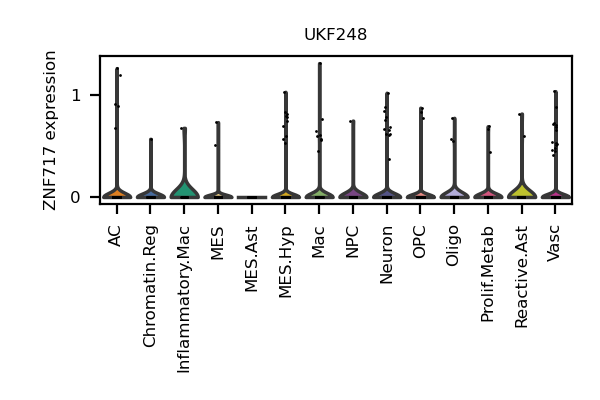 UKF248
ZNF717 expression
1
0
AC
Chromatin.Reg
Inflammatory.Mac
MES
MES.Ast
MES.Hyp
Mac
NPC
Neuron
OPC
Oligo
Prolif.Metab
Reactive.Ast
Vasc